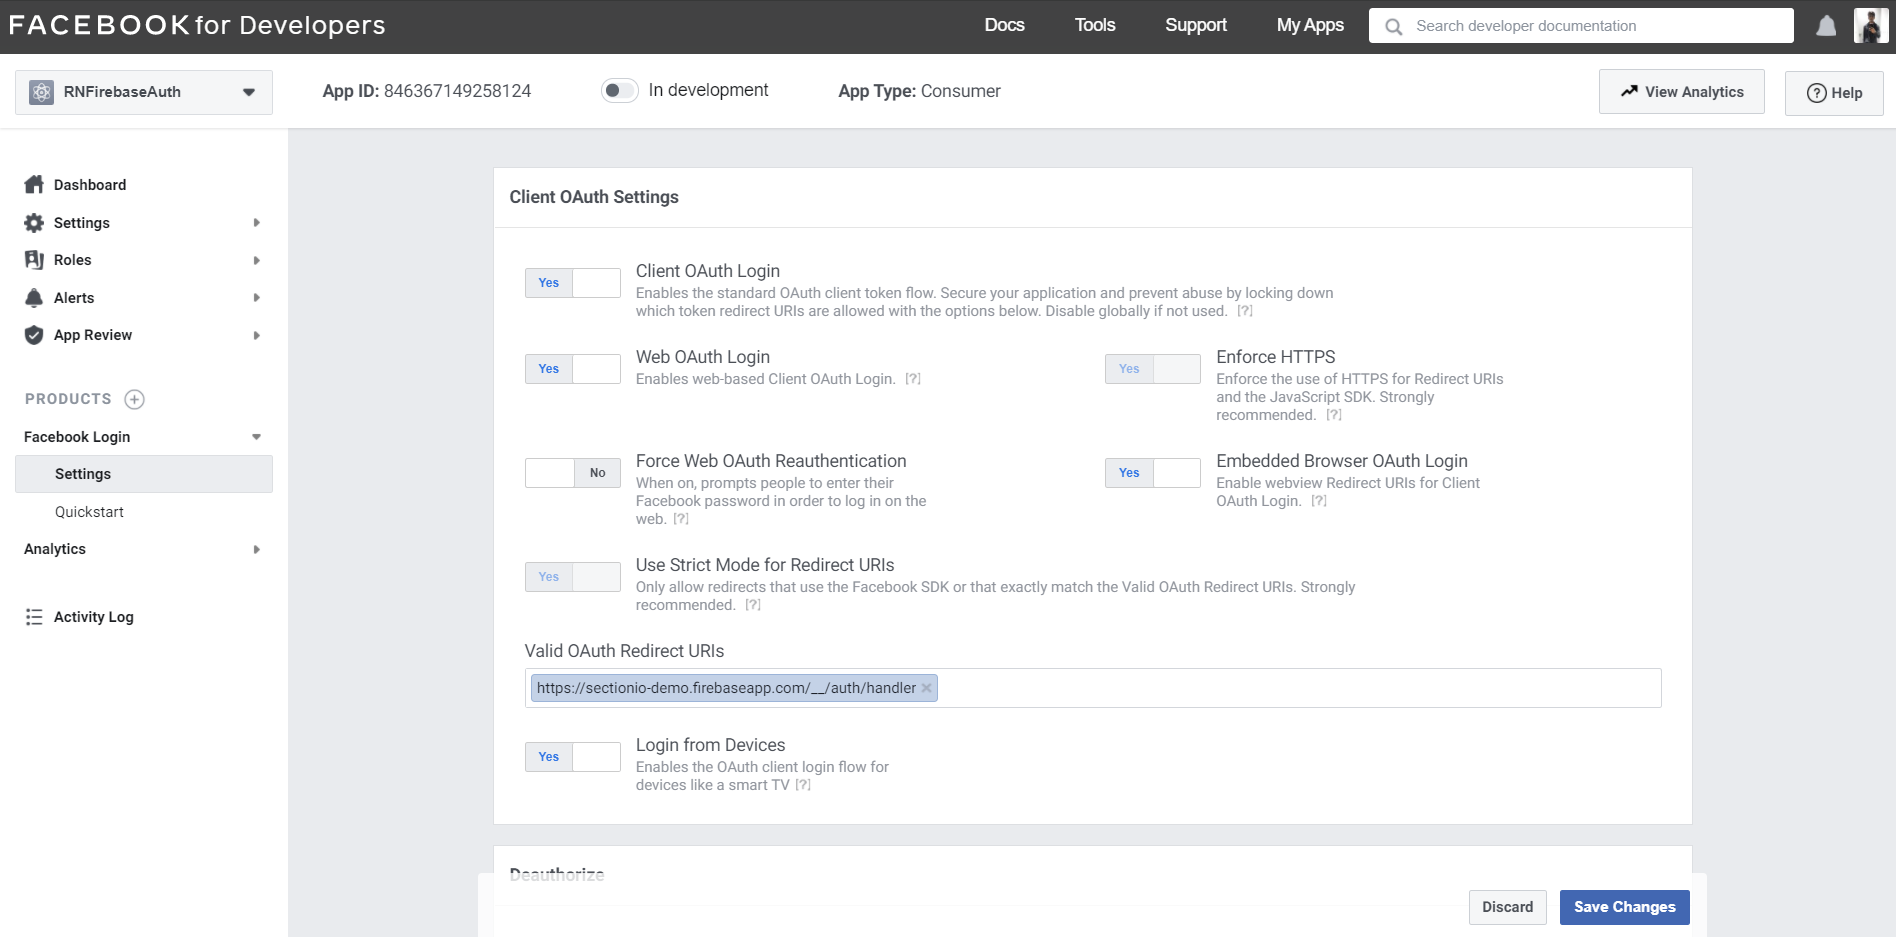 FACEBOOK for Developers
Docs
Tools
Support
My Apps
Search developer documentation
RNFirebaseAuth
App ID: 846367149258124
In development
App Type: Consumer
View Analytics
Help
Dashboard
Settings
Roles
Alerts
App Review
PRODUCTS
Facebook Login
Settings
Quickstart
Analytics
Activity Log
Client OAuth Settings
Yes
Client OAuth Login
Enables the standard OAuth client token flow. Secure your application and prevent abuse by locking down
which token redirect URIs are allowed with the options below. Disable globally if not used. [?]
Yes
Web OAuth Login
Enables web-based Client OAuth Login. [?]
Yes
Enforce HTTPS
Enforce the use of HTTPS for Redirect URIs
and the JavaScript SDK. Strongly
recommended. [?]
No
Force Web OAuth Reauthentication
When on, prompts people to enter their
Facebook password in order to log in on the
web. [?]
Yes
Embedded Browser OAuth Login
Enable webview Redirect URIs for Client
OAuth Login. [?]
Yes
Use Strict Mode for Redirect URIs
Only allow redirects that use the Facebook SDK or that exactly match the Valid OAuth Redirect URIs. Strongly
recommended. [?]
Valid OAuth Redirect URIs
https://sectionio-demo.firebaseapp.com/__/auth/handler
Yes
Login from Devices
Enables the OAuth client login flow for
devices like a smart TV [?]
Deauthorize
Discard
Save Changes